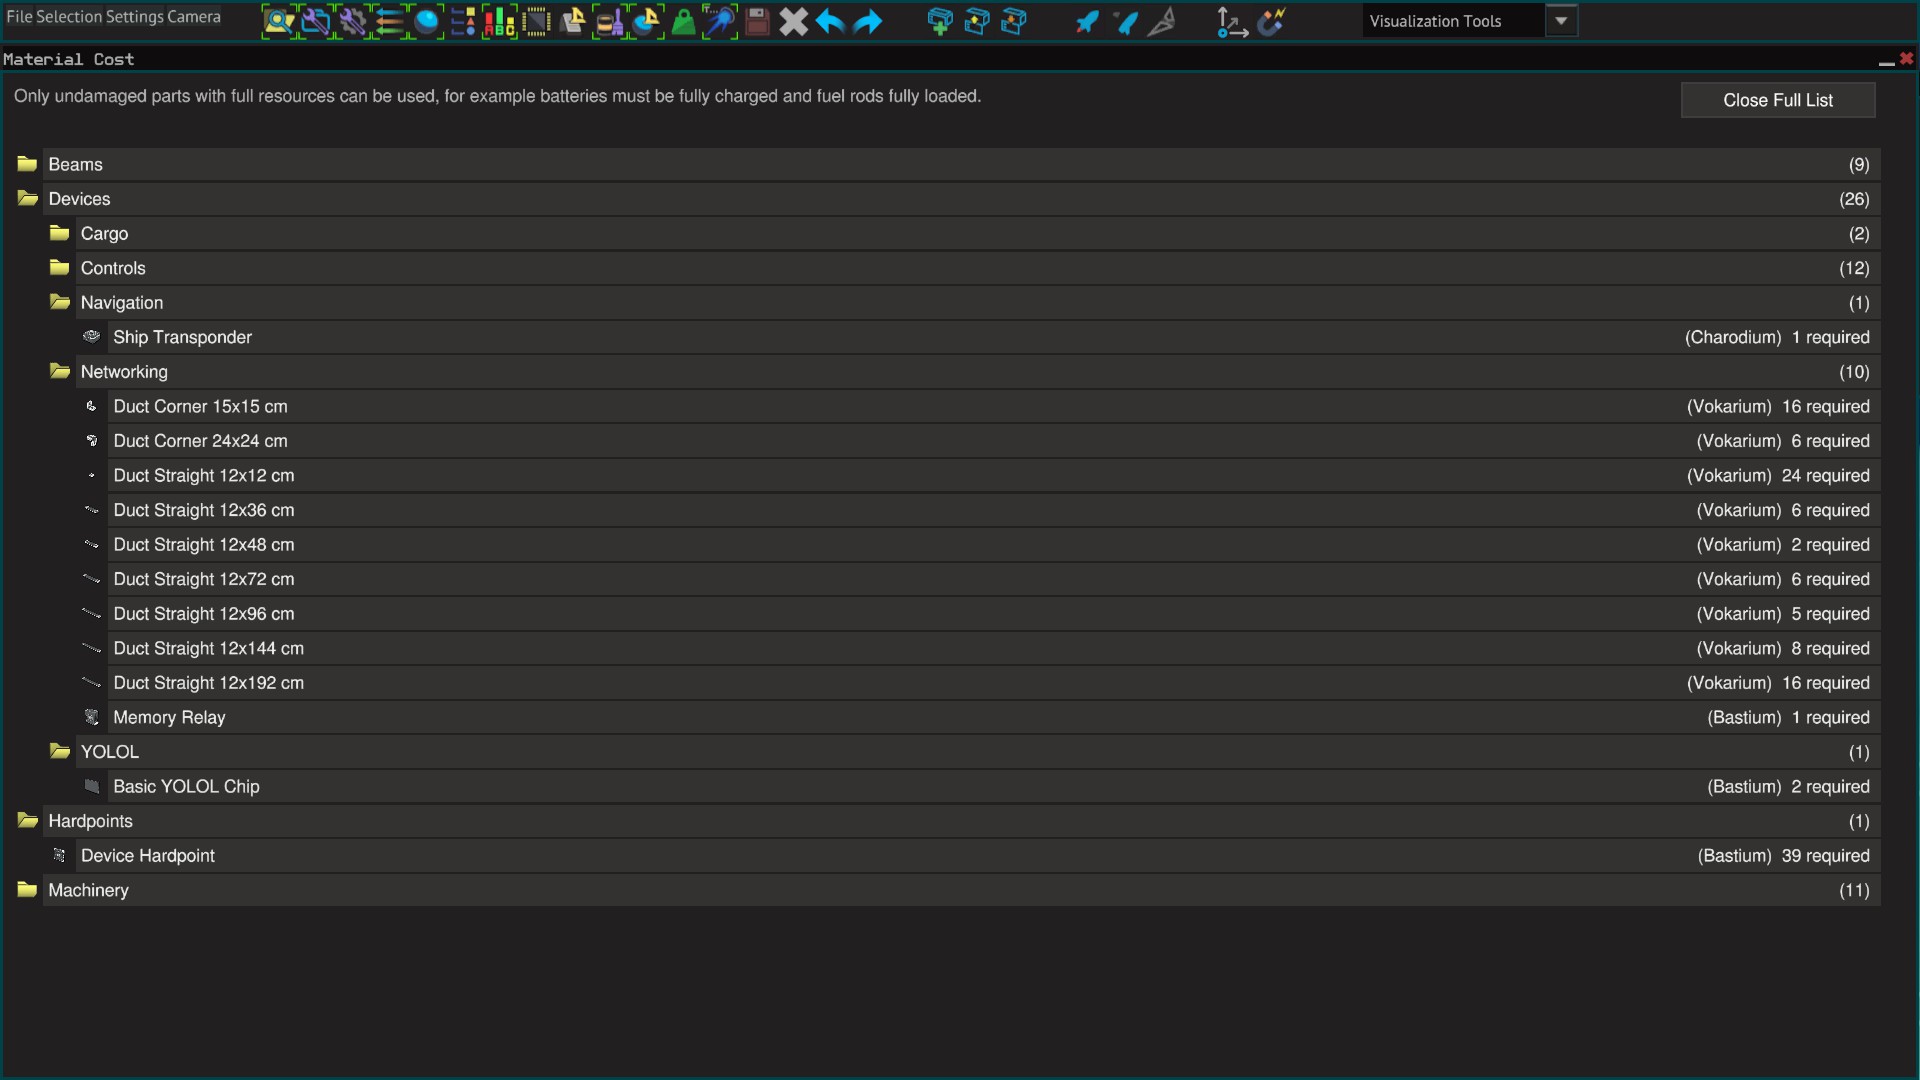 File Selection Settings Camera
ABC
Visualization Tools
Material Cost
Only undamaged parts with full resources can be used, for example batteries must be fully charged and fuel rods fully loaded.
Close Full List
Beams (9)
Devices (26)
Cargo (2)
Controls (12)
Navigation (1)
Ship Transponder (Charodium) 1 required
Networking (10)
Duct Corner 15x15 cm (Vokarium) 16 required
Duct Corner 24x24 cm (Vokarium) 6 required
Duct Straight 12x12 cm (Vokarium) 24 required
Duct Straight 12x36 cm (Vokarium) 6 required
Duct Straight 12x48 cm (Vokarium) 2 required
Duct Straight 12x72 cm (Vokarium) 6 required
Duct Straight 12x96 cm (Vokarium) 5 required
Duct Straight 12x144 cm (Vokarium) 8 required
Duct Straight 12x192 cm (Vokarium) 16 required
Memory Relay (Bastium) 1 required
YOLOL (1)
Basic YOLOL Chip (Bastium) 2 required
Hardpoints (1)
Device Hardpoint (Bastium) 39 required
Machinery (11)